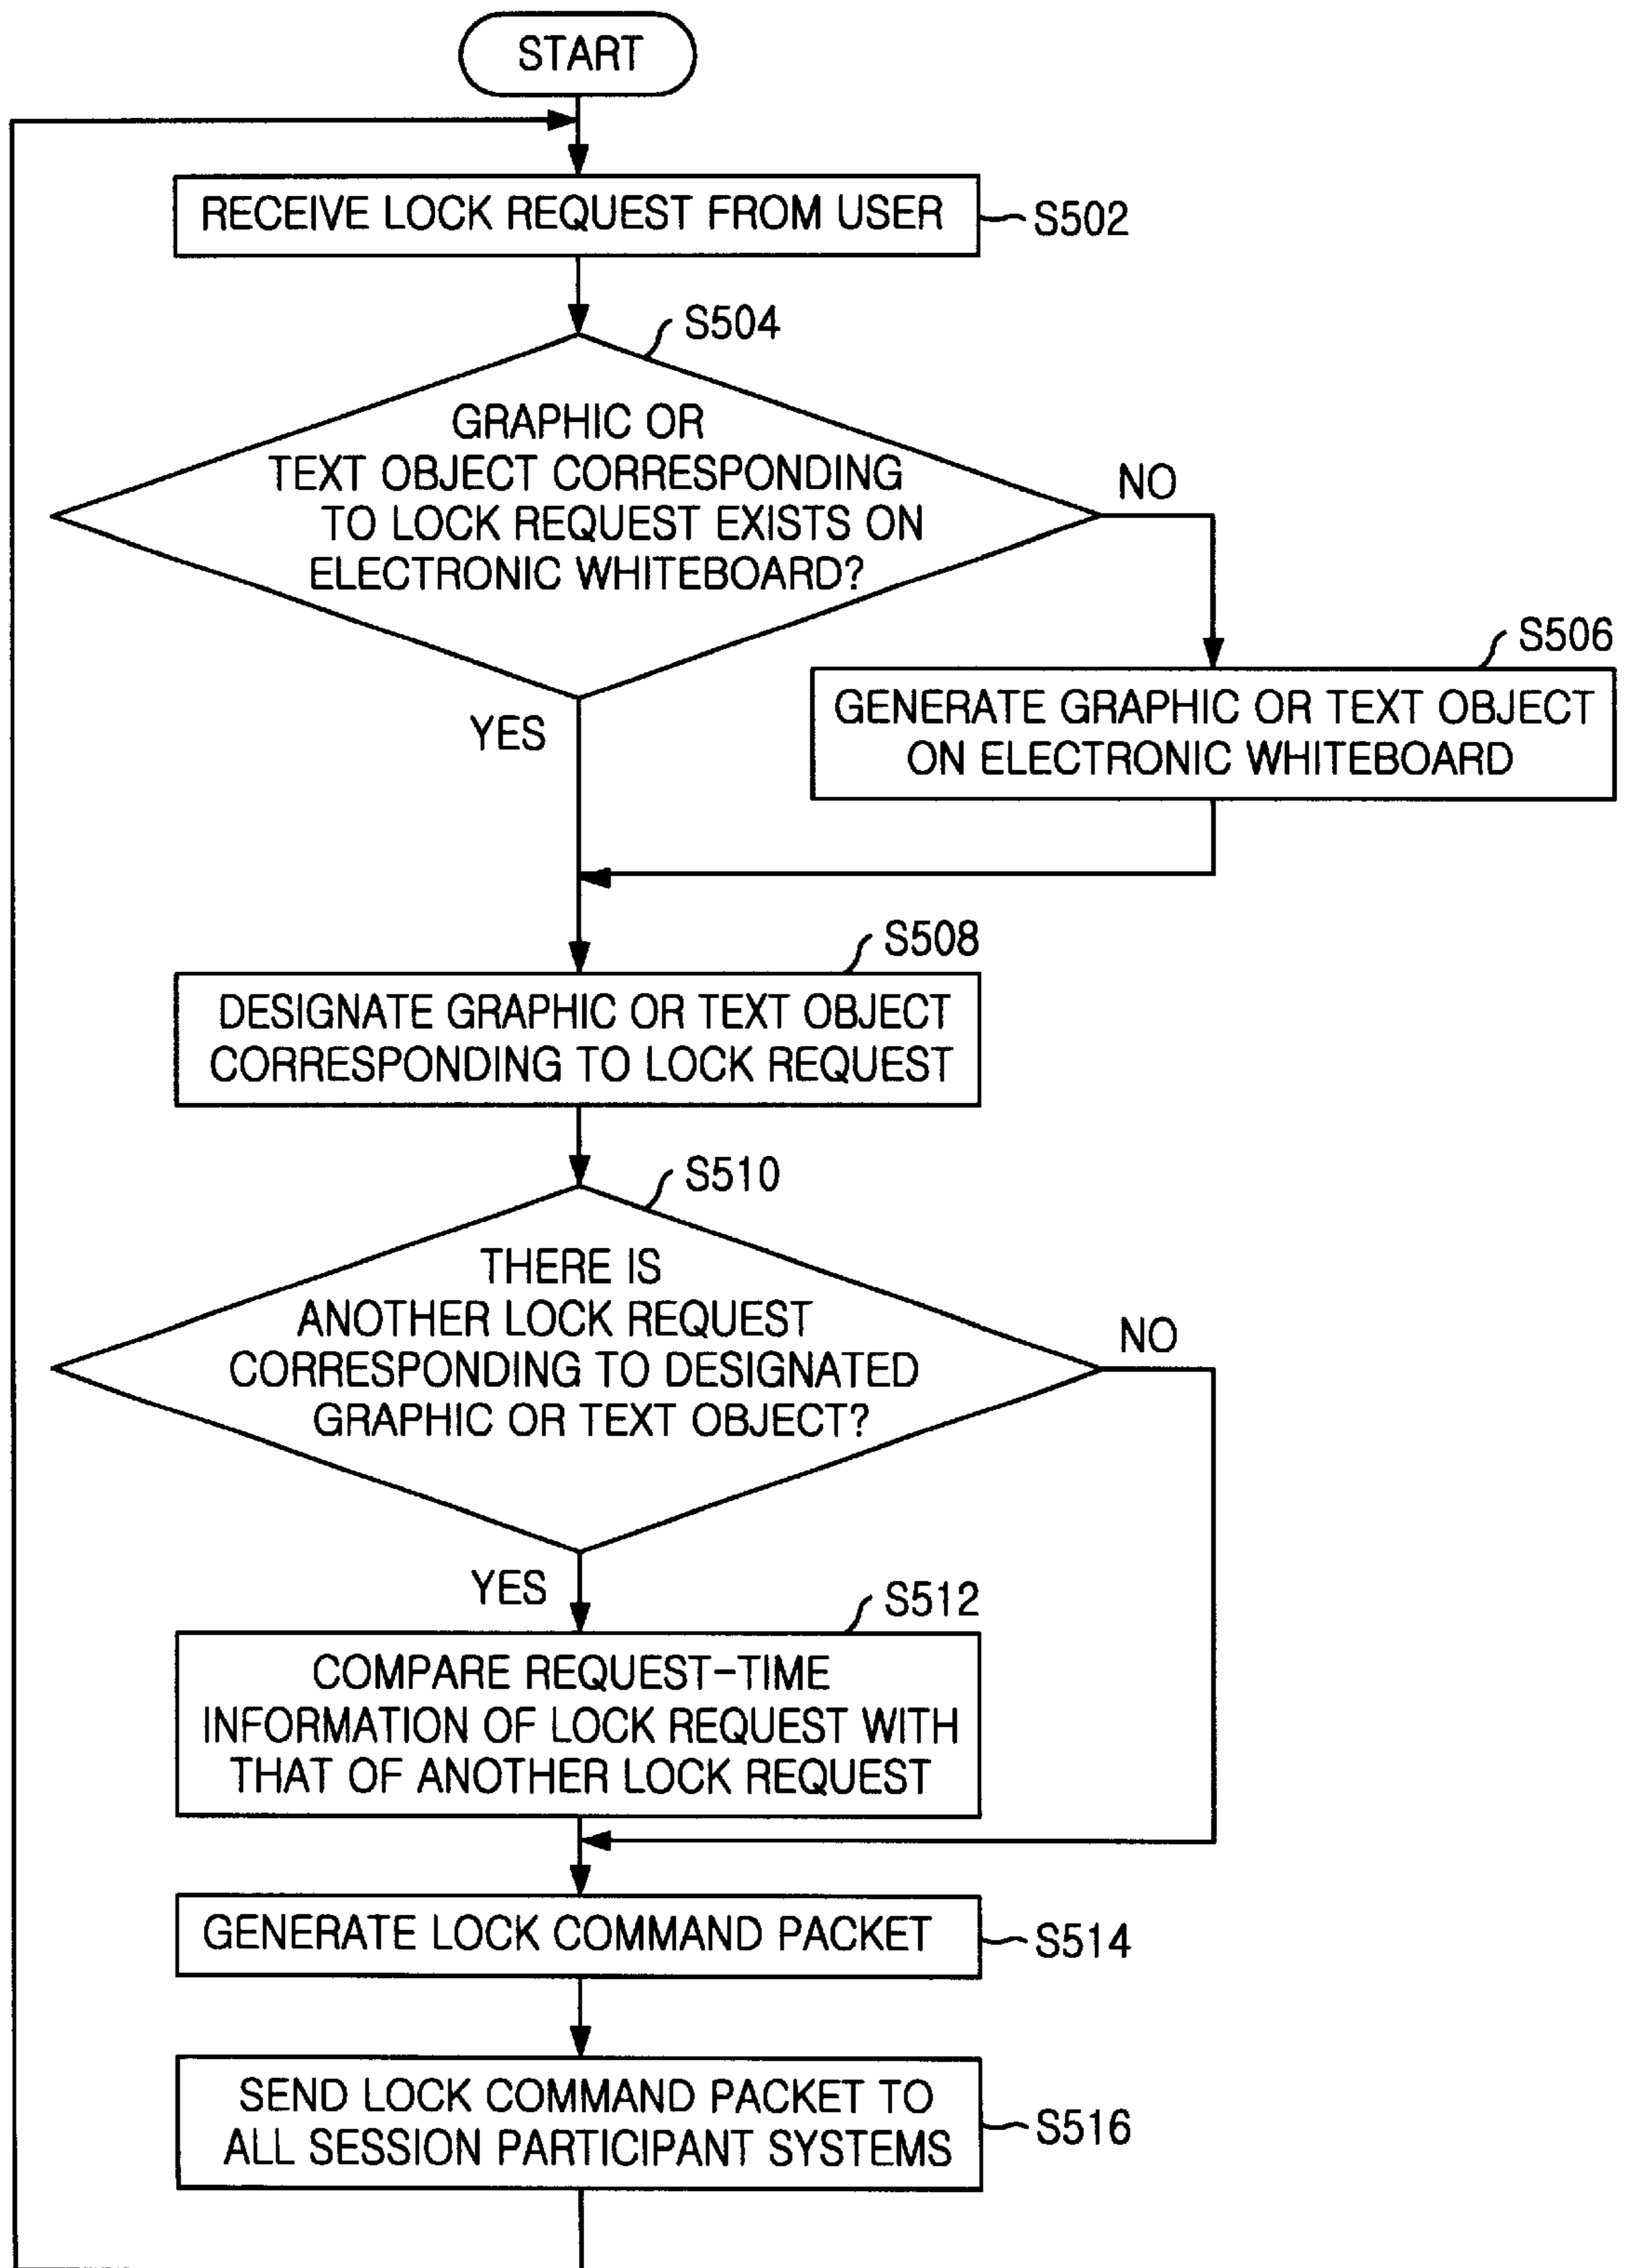 START
RECEIVE LOCK REQUEST FROM USER
S502
S504
GRAPHIC OR
TEXT OBJECT CORRESPONDING
TO LOCK REQUEST EXISTS ON
ELECTRONIC WHITEBOARD?
NO
YES
S506
GENERATE GRAPHIC OR TEXT OBJECT
ON ELECTRONIC WHITEBOARD
S508
DESIGNATE GRAPHIC OR TEXT OBJECT
CORRESPONDING TO LOCK REQUEST
S510
THERE IS
ANOTHER LOCK REQUEST
CORRESPONDING TO DESIGNATED
GRAPHIC OR TEXT OBJECT?
NO
YES
S512
COMPARE REQUEST-TIME
INFORMATION OF LOCK REQUEST WITH
THAT OF ANOTHER LOCK REQUEST
GENERATE LOCK COMMAND PACKET
S514
SEND LOCK COMMAND PACKET TO
ALL SESSION PARTICIPANT SYSTEMS
S516